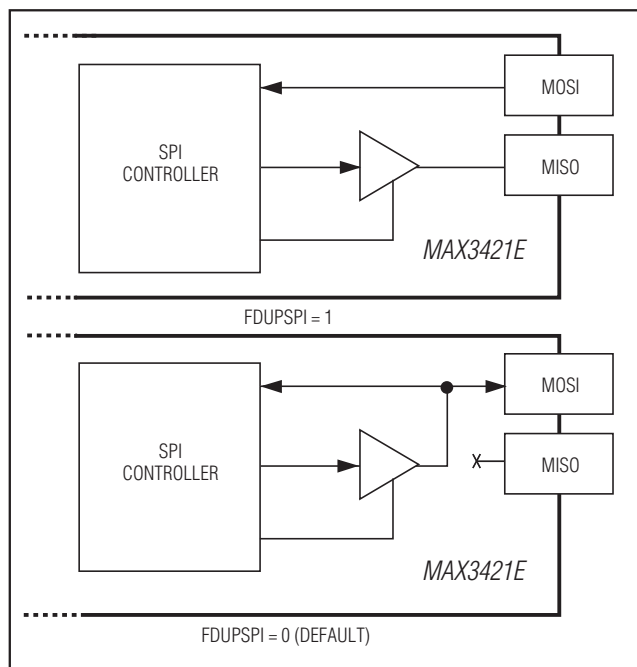 MOSI
SPI
CONTROLLER
MISO
MAX3421E
FDUPSPI = 1
MOSI
SPI
CONTROLLER
MISO
MAX3421E
FDUPSPI = 0 (DEFAULT)